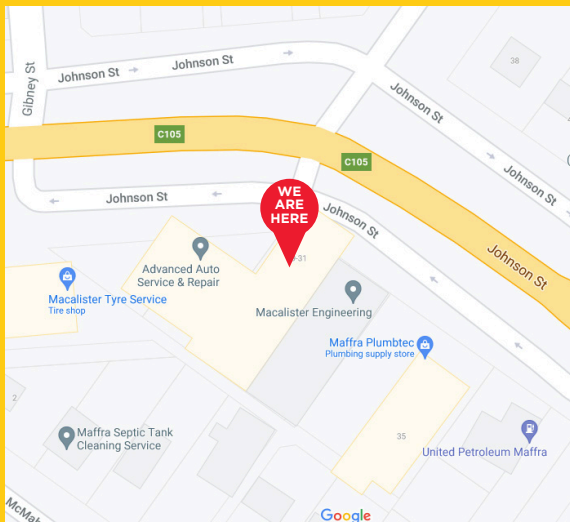 Gibney St
Johnson St
Johnson St
38
Johnson St
C105
C105
Johnson St
WE
ARE
HERE
Johnson St
Johnson St
-31
Advanced Auto
Service & Repair
Macalister Tyre Service
Tire shop
Macalister Engineering
Maffra Plumbtec
Plumbing supply store
2
Maffra Septic Tank
Cleaning Service
35
United Petroleum Maffra
McMah
Google